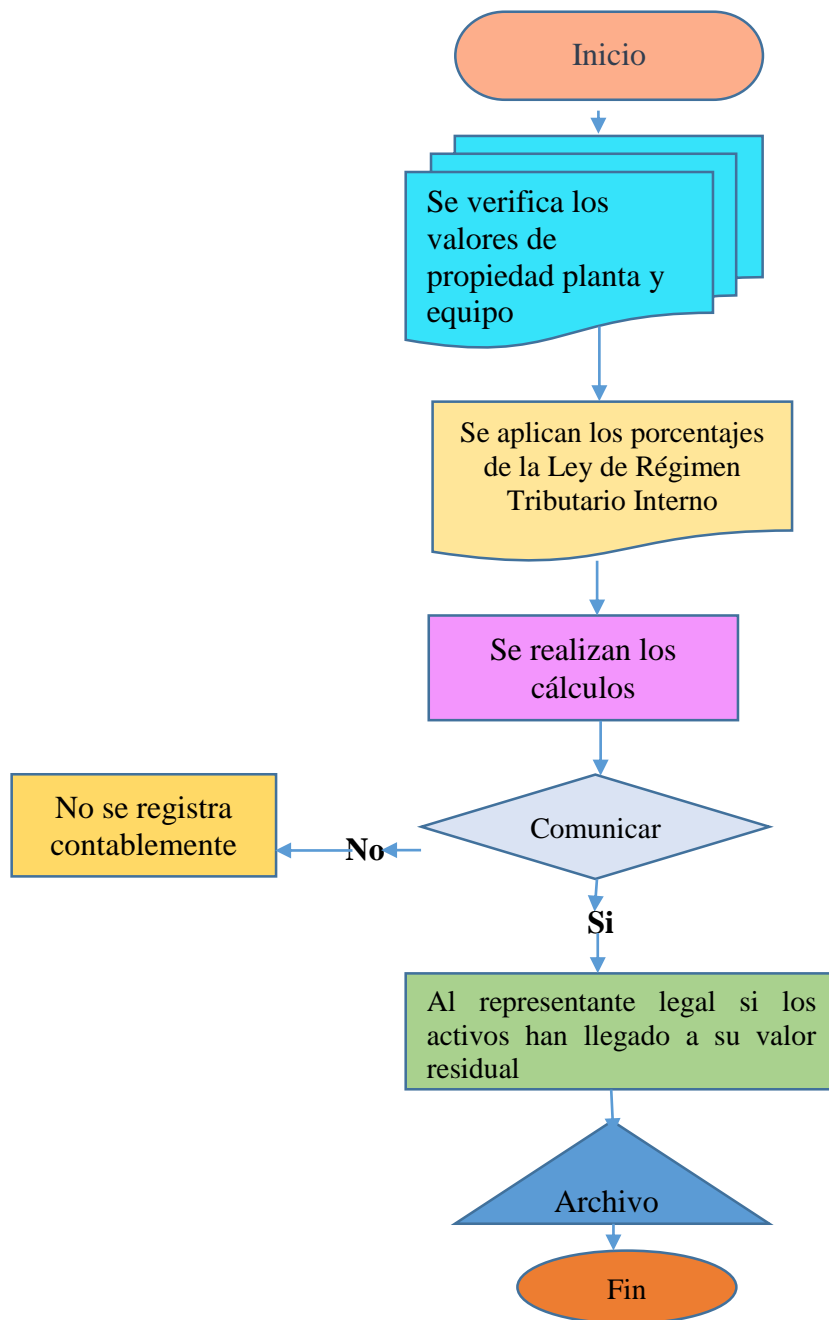 Inicio
Se verifica los
valores de
propiedad planta y
equipo
Se aplican los porcentajes
de la Ley de Régimen
Tributario Interno
Se realizan los
cálculos
No se registra
contablemente
No
Comunicar
Si
Al representante legal si los
activos han llegado a su valor
residual
Archivo
Fin